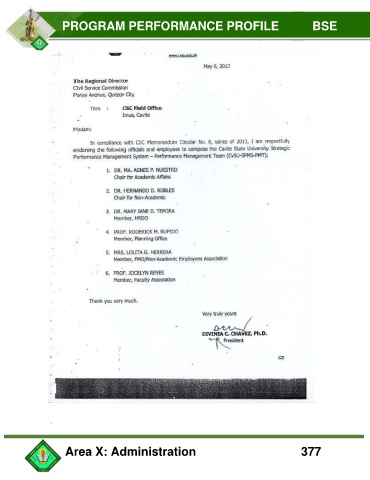 PROGRAM PERFORMANCE PROFILE BSE
www.cvsu.edu.ph
May 6, 2013
The Regional Director
Civil Service Commission
Panay Avenue, Quezon City
Thru : CSC Field Office
Imus, Cavite
Madam:
In compliance with CSC Memorandum Circular No. 8, series of 2013, I am respectfully
endorsing the following officials and employees to compose the Cavite State University Strategic
Performance Management System – Performance Management Team (CvSU-SPMS-PMT):
1. DR. MA. AGNES P. NUESTRO
Chair for Academic Affairs
2. DR. HERNANDO D. ROBLES
Chair for Non-Academic
3. DR. MARY JANE D. TEPORA
Member, HRDO
4. PROF. RODERICK M. RUPIDO
Member, Planning Office
5. MRS. LOLITA G. HERRERA
Member, FMO/Non-Academic Employees Association
6. PROF. JOCELYN REYES
Member, Faculty Association
Thank you very much.
Very truly yours
DIVINIA C. CHAVEZ, Ph.D.
President
Area X: Administration 377